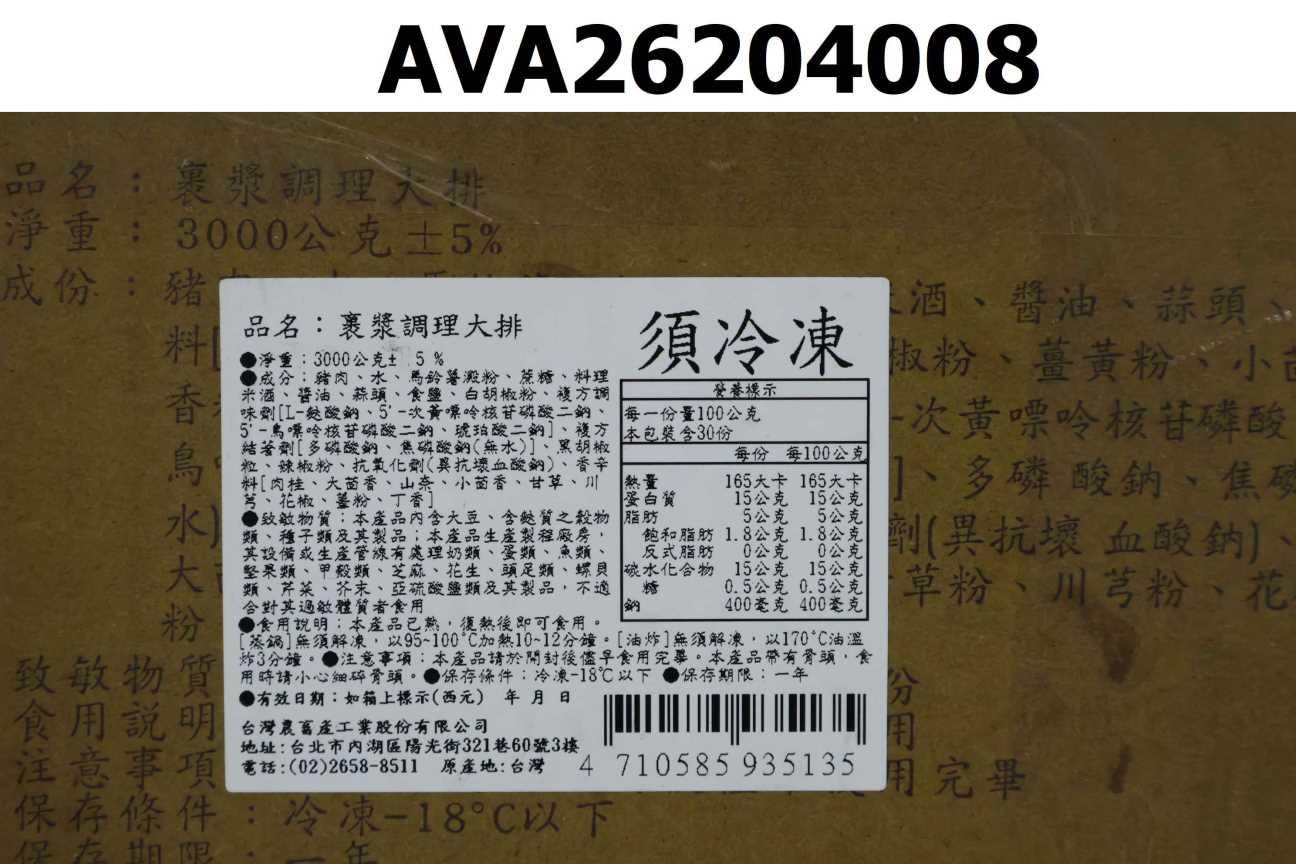 AVA26204008
品名：裹漿調理大排
淨重：3000公克±5%
成份：豬
酒、醬油、蒜頭、
料[
椒粉、薑黃粉、小茴
香
次黃嘌呤核苷磷酸
鳥
]、多磷酸鈉、焦磷
水)
劑(異抗壞血酸鈉)、
大
草粉、川芎粉、花
粉
致敏物質
份
食用說明
用
注意事項
用完畢
保存條件：冷凍-18°C以下
保存期限：一年
品名：裹漿調理大排
須冷凍
●淨重：3000公克± 5 %
●成分：豬肉、水、馬鈴薯澱粉、蔗糖、料理
米酒、醬油、蒜頭、食鹽、白胡椒粉、複方調
味劑[L-麩酸鈉、5'-次黃嘌呤核苷磷酸二鈉、
5'-鳥嘌呤核苷磷酸二鈉、琥珀酸二鈉]、複方
結著劑[多磷酸鈉、焦磷酸鈉(無水)]、黑胡椒
粒、辣椒粉、抗氧化劑(異抗壞血酸鈉)、香辛
料[肉桂、大茴香、山奈、小茴香、甘草、川
芎、花椒、薑粉、丁香]
●致敏物質：本產品內含大豆、含麩質之穀物
類、種子類及其製品；本產品生產製程廠房，
其設備或生產管線有處理奶類、蛋類、魚類、
堅果類、甲殼類、芝麻、花生、頭足類、螺貝
類、芹菜、芥末、亞硫酸鹽類及其製品，不適
合對其過敏體質者食用
營養標示
每一份量100公克
本包裝含30份
每份 每100公克
熱量 165大卡 165大卡
蛋白質 15公克 15公克
脂肪 5公克 5公克
飽和脂肪 1.8公克 1.8公克
反式脂肪 0公克 0公克
碳水化合物 15公克 15公克
糖 0.5公克 0.5公克
鈉 400毫克 400毫克
●食用說明：本產品已熟，復熱後即可食用。
[蒸鍋]無須解凍，以95~100°C加熱10~12分鐘。[油炸]無須解凍，以170°C油溫
炸3分鐘。●注意事項：本產品請於開封後儘早食用完畢。本產品帶有骨頭，食
用時請小心細碎骨頭。●保存條件：冷凍-18°C以下 ●保存期限：一年
●有效日期：如箱上標示(西元) 年 月 日
台灣農畜產工業股份有限公司
地址:台北市內湖區陽光街321巷60號3樓
電話:(02)2658-8511 原產地:台灣
4 710585 935135